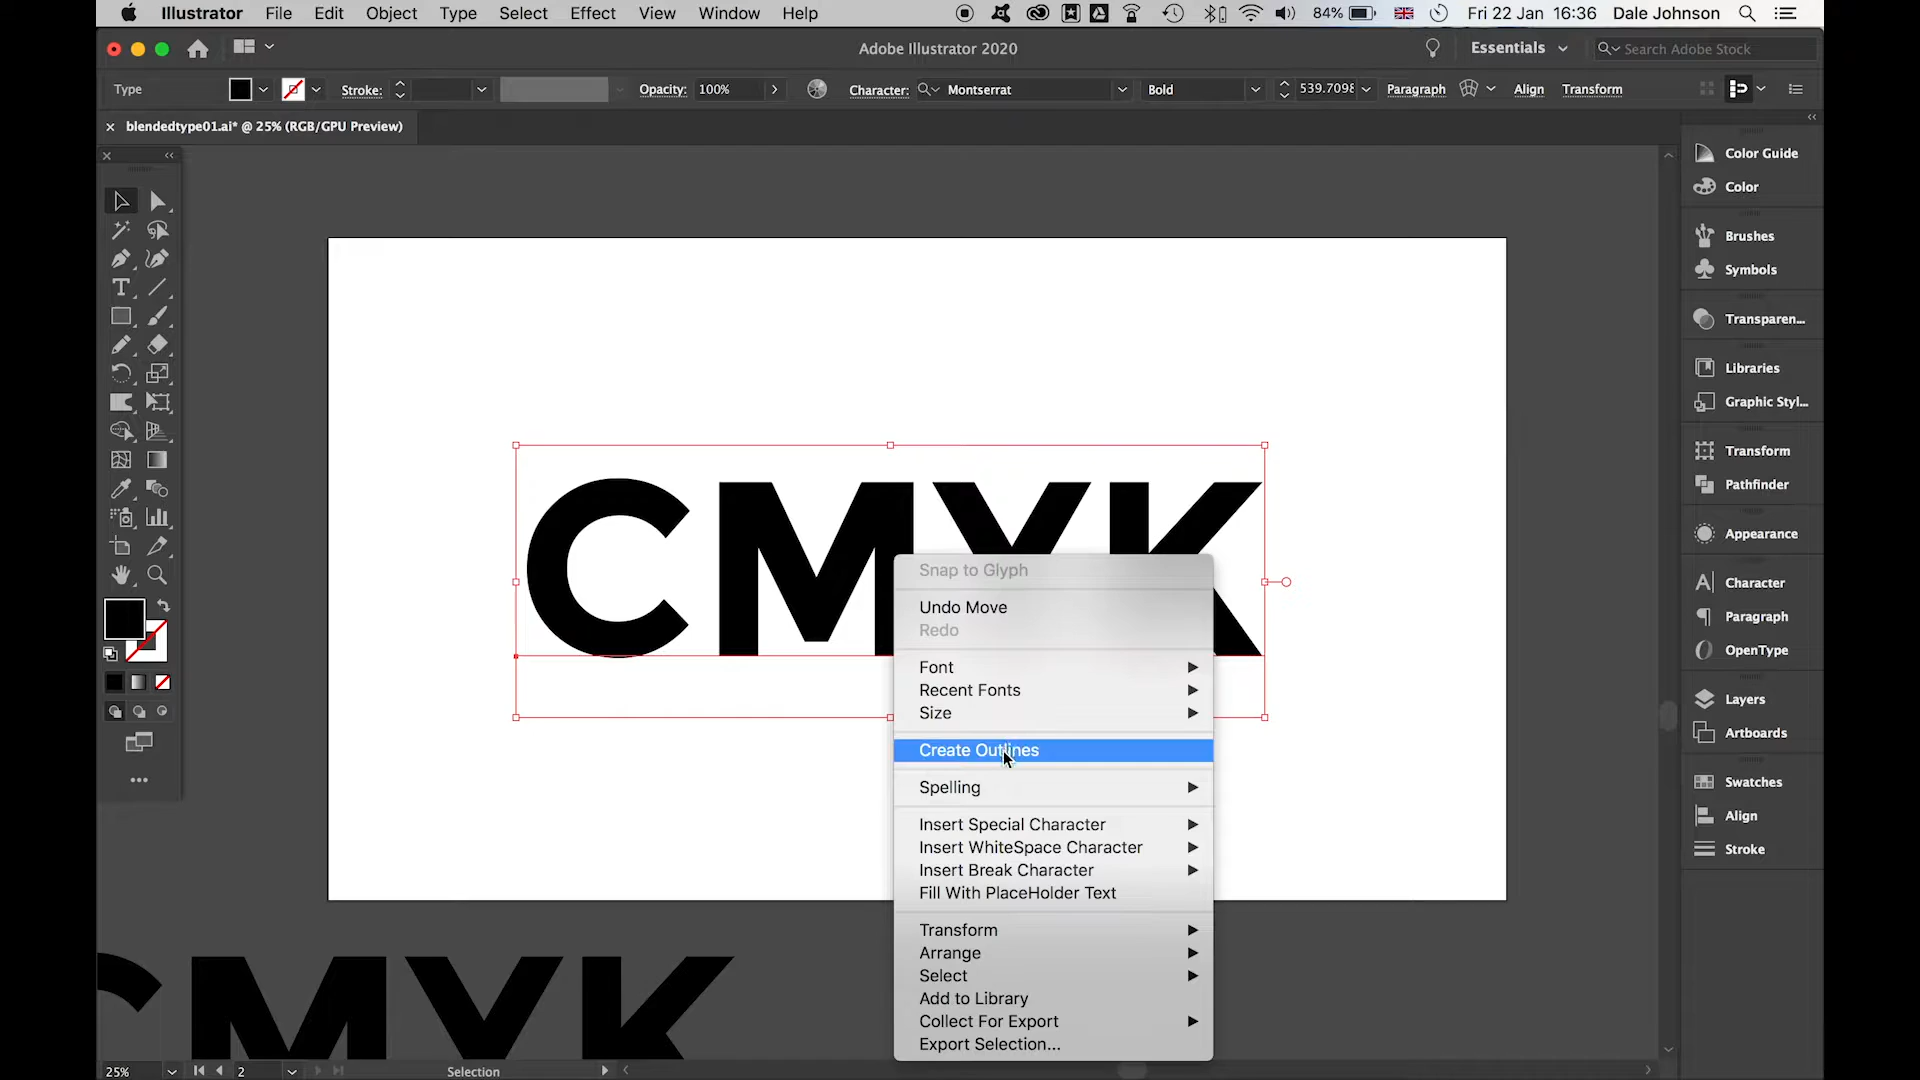 Illustrator File Edit Object Type Select Effect View Window Help 84% Fri 22 Jan 16:36 Dale Johnson
Adobe Illustrator 2020 Essentials Search Adobe Stock
Type Stroke: Opacity: 100% Character: Montserrat Bold 539.7098 Paragraph Align Transform
blendedtype01.ai* @ 25% (RGB/GPU Preview)
Color Guide
Color
Brushes
Symbols
Transparen...
Libraries
Graphic Styl...
Transform
Pathfinder
Appearance
Character
Paragraph
OpenType
Layers
Artboards
Swatches
Align
Stroke
CMYK
Snap to Glyph
Undo Move
Redo
Font
Recent Fonts
Size
Create Outlines
Spelling
Insert Special Character
Insert WhiteSpace Character
Insert Break Character
Fill With PlaceHolder Text
Transform
Arrange
Select
Add to Library
Collect For Export
Export Selection...
CMYK
25% 2 Selection